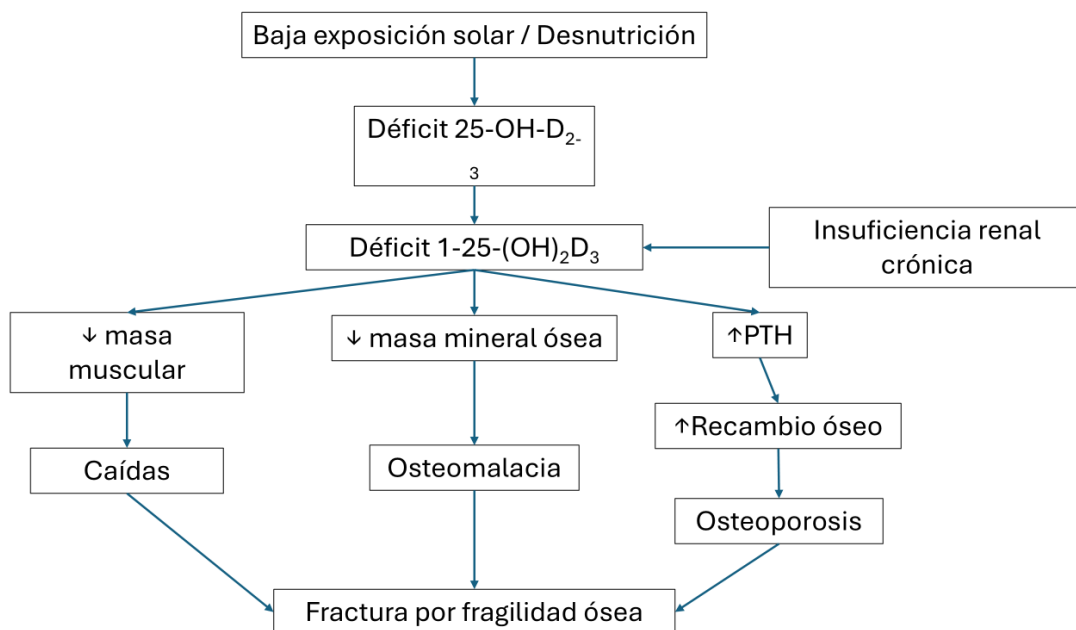 Baja exposición solar / Desnutrición
Déficit 25-OH-D₂₋
₃
Déficit 1-25-(OH)₂D₃
Insuficiencia renal
crónica
↓ masa
muscular
↓ masa mineral ósea
↑PTH
↑Recambio óseo
Caídas
Osteomalacia
Osteoporosis
Fractura por fragilidad ósea